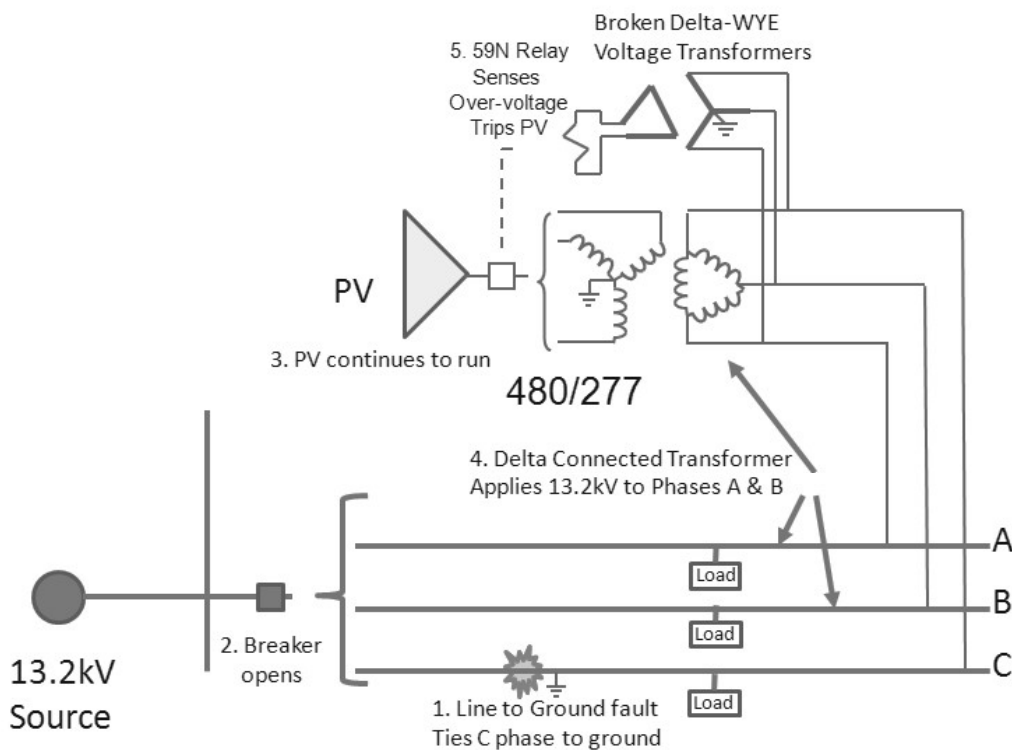 Broken Delta-WYE
Voltage Transformers
5. 59N Relay
Senses
Over-voltage
Trips PV
PV
3. PV continues to run
480/277
4. Delta Connected Transformer
Applies 13.2kV to Phases A & B
A
Load
B
Load
2. Breaker
opens
C
Load
13.2kV
Source
1. Line to Ground fault
Ties C phase to ground